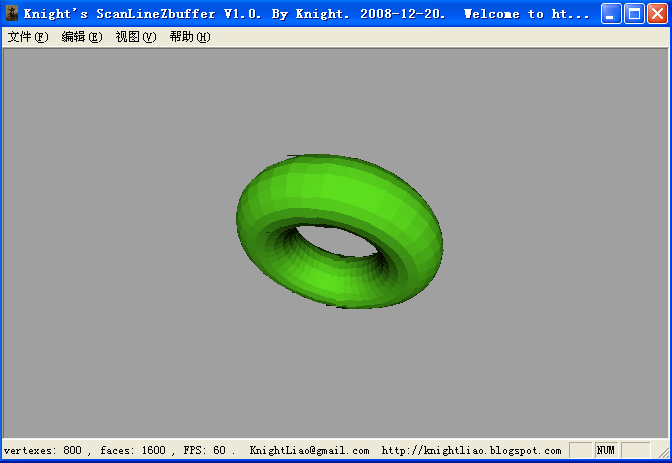 Knight's ScanLineZbuffer V1.0. By Knight. 2008-12-20. Welcome to ht...
文件(F) 编辑(E) 视图(V) 帮助(H)
vertexes: 800 , faces: 1600 , FPS: 60 . KnightLiao@gmail.com http://knightliao.blogspot.com NUM